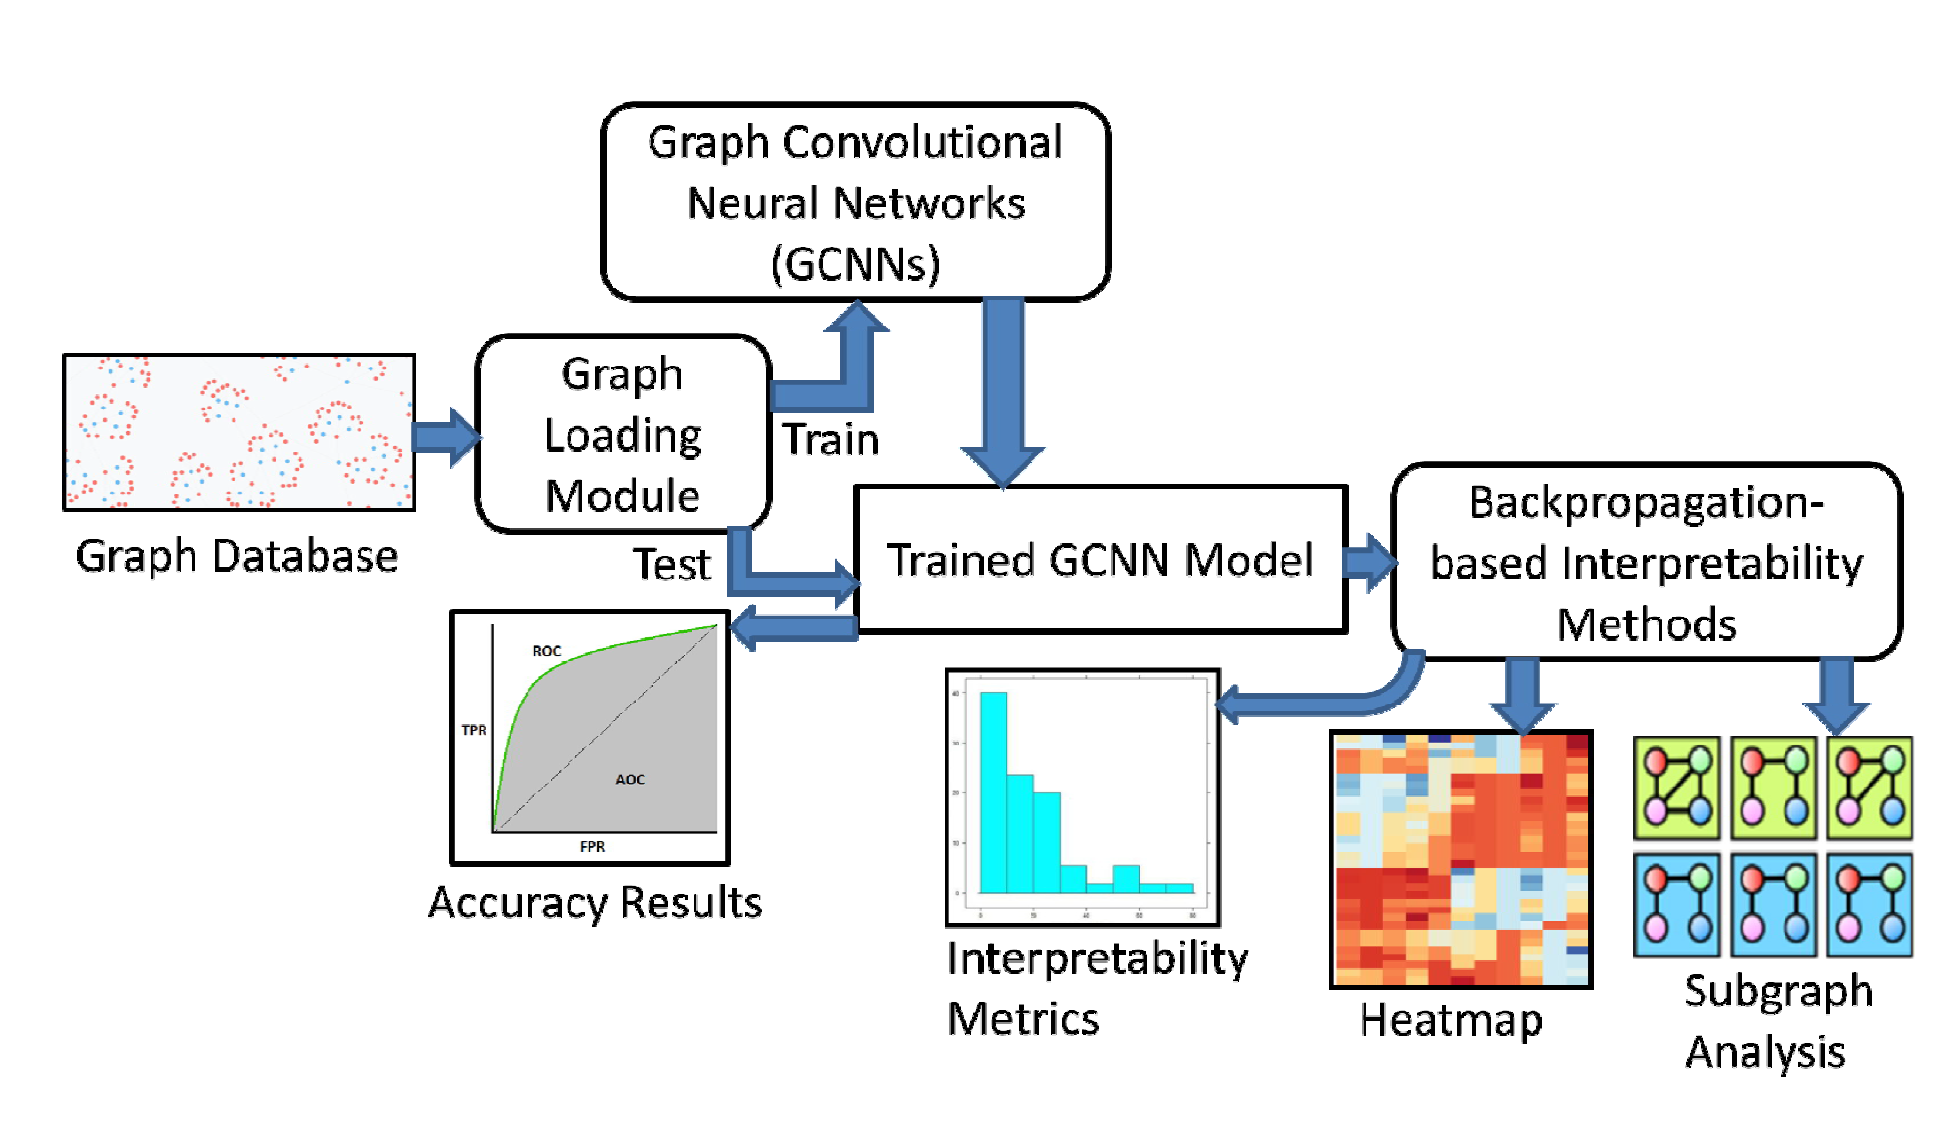 Graph Convolutional
Neural Networks
(GCNNs)
Graph
Loading
Module
Train
Graph Database
Test
Trained GCNN Model
Backpropagation-
based Interpretability
Methods
ROC
TPR
AOC
FPR
Accuracy Results
Interpretability
Metrics
Heatmap
Subgraph
Analysis